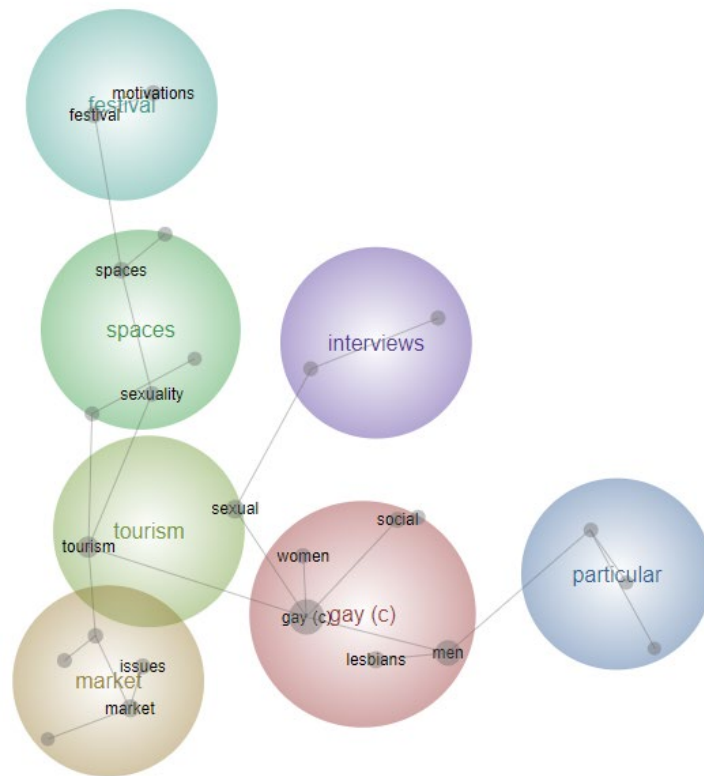 motivations
festival
festival
spaces
spaces
interviews
sexuality
sexual
social
tourism
tourism
women
particular
gay (c)
gay (c)
men
lesbians
issues
market
market